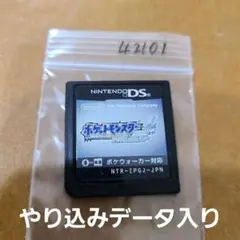 42101
NINTENDO DS
ポケットモンスター
ポケウォーカー対応
NTR-IPGJ-JPN
やり込みデータ入り